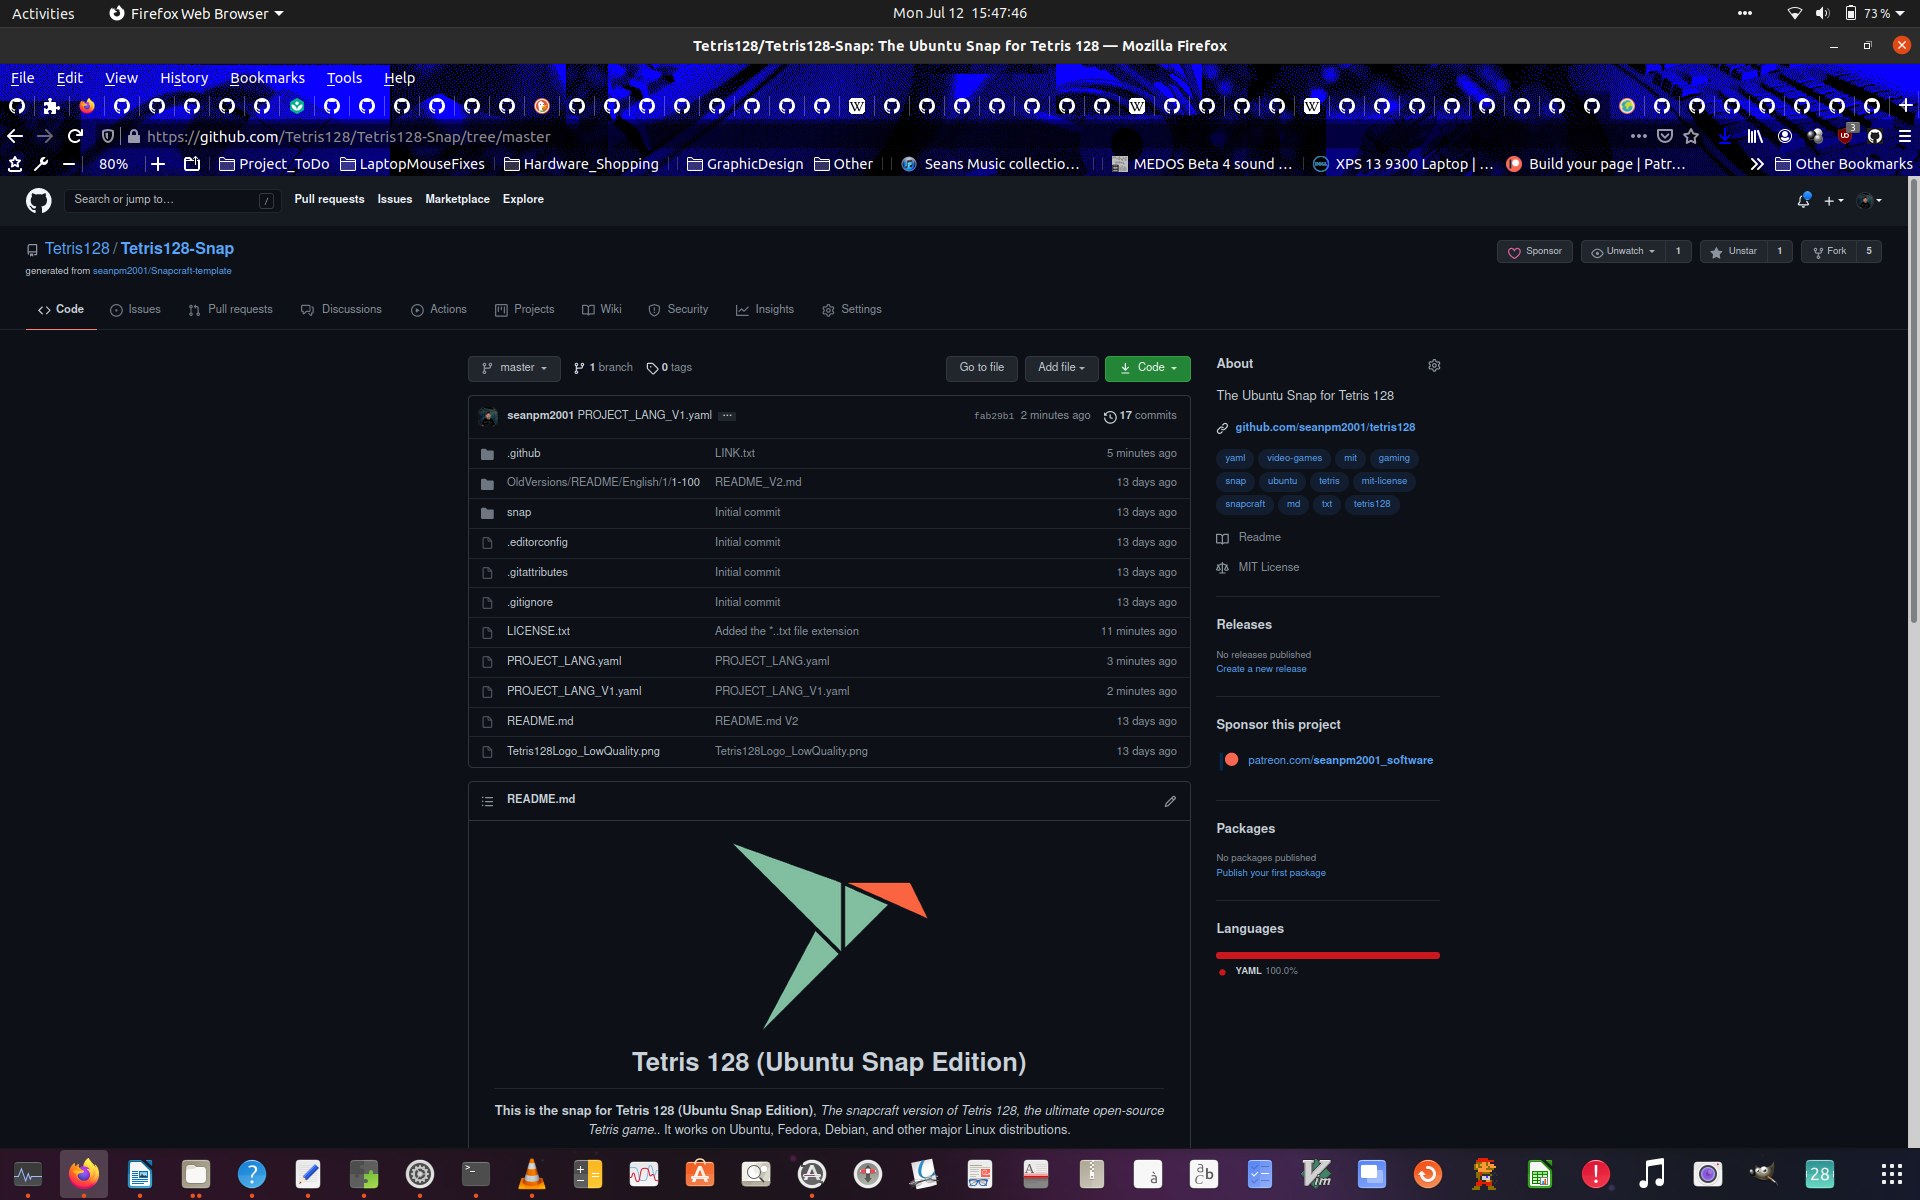 Activities Firefox Web Browser Mon Jul 12 15:47:46 73 %
Tetris128/Tetris128-Snap: The Ubuntu Snap for Tetris 128 — Mozilla Firefox
File Edit View History Bookmarks Tools Help
https://github.com/Tetris128/Tetris128-Snap/tree/master 3
80% Project_ToDo LaptopMouseFixes Hardware_Shopping GraphicDesign Other Seans Music collectio… MEDOS Beta 4 sound … XPS 13 9300 Laptop | … Build your page | Patr… Other Bookmarks
Search or jump to… / Pull requests Issues Marketplace Explore
Tetris128 / Tetris128-Snap Sponsor Unwatch 1 Unstar 1 Fork 5
generated from seanpm2001/Snapcraft-template
Code Issues Pull requests Discussions Actions Projects Wiki Security Insights Settings
master 1 branch 0 tags Go to file Add file Code
seanpm2001 PROJECT_LANG_V1.yaml ... fab29b1 2 minutes ago 17 commits
.github LINK.txt 5 minutes ago
OldVersions/README/English/1/1-100 README_V2.md 13 days ago
snap Initial commit 13 days ago
.editorconfig Initial commit 13 days ago
.gitattributes Initial commit 13 days ago
.gitignore Initial commit 13 days ago
LICENSE.txt Added the *..txt file extension 11 minutes ago
PROJECT_LANG.yaml PROJECT_LANG.yaml 3 minutes ago
PROJECT_LANG_V1.yaml PROJECT_LANG_V1.yaml 2 minutes ago
README.md README.md V2 13 days ago
Tetris128Logo_LowQuality.png Tetris128Logo_LowQuality.png 13 days ago
README.md
Tetris 128 (Ubuntu Snap Edition)
This is the snap for Tetris 128 (Ubuntu Snap Edition), The snapcraft version of Tetris 128, the ultimate open-source
Tetris game.. It works on Ubuntu, Fedora, Debian, and other major Linux distributions.
About
The Ubuntu Snap for Tetris 128
github.com/seanpm2001/tetris128
yaml video-games mit gaming
snap ubuntu tetris mit-license
snapcraft md txt tetris128
Readme
MIT License
Releases
No releases published
Create a new release
Sponsor this project
patreon.com/seanpm2001_software
Packages
No packages published
Publish your first package
Languages
YAML 100.0%
28